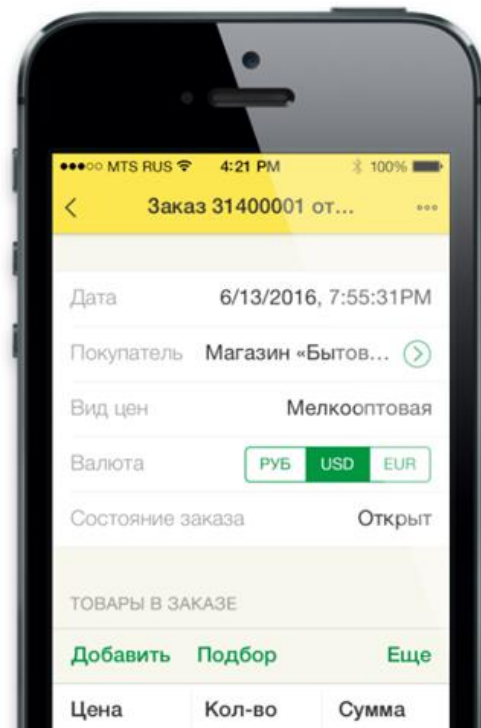 MTS RUS 4:21 PM 100%
Заказ 31400001 от...
Дата 6/13/2016, 7:55:31PM
Покупатель Магазин «Бытов...
Вид цен Мелкооптовая
Валюта РУБ USD EUR
Состояние заказа Открыт
ТОВАРЫ В ЗАКАЗЕ
Добавить Подбор Еще
Цена Кол-во Сумма